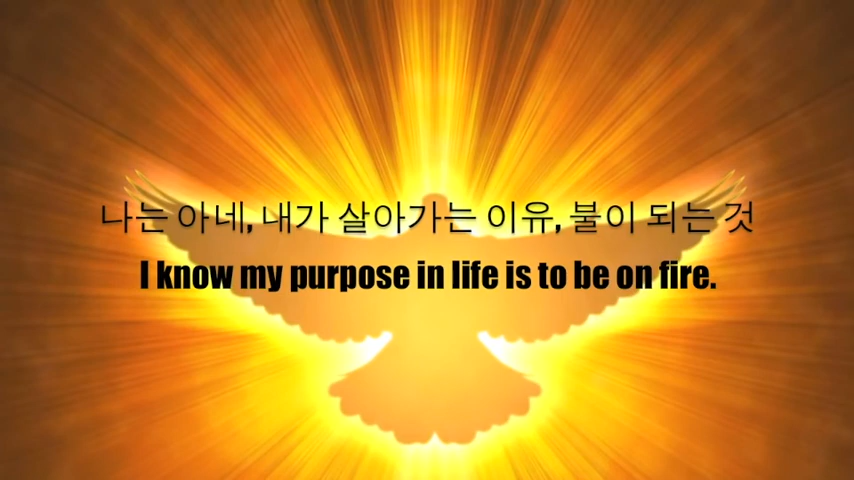 나는 아네, 내가 살아가는 이유, 불이 되는 것
I know my purpose in life is to be on fire.